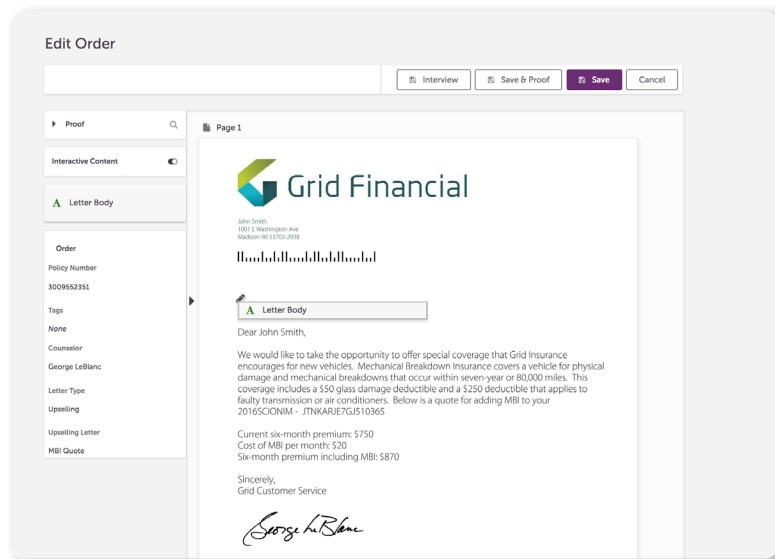 Edit Order
Interview
Save & Proof
Save
Cancel
Proof
Interactive Content
A Letter Body
Order
Policy Number
3009552351
Tags
None
Counselor
George LeBlanc
Letter Type
Upselling
Upselling Letter
MBI Quote
Page 1
Grid Financial
John Smith
1001 E Washington Ave
Madison WI 53703-2938
A Letter Body
Dear John Smith,
We would like to take the opportunity to offer special coverage that Grid Insurance
encourages for new vehicles. Mechanical Breakdown Insurance covers a vehicle for physical
damage and mechanical breakdowns that occur within seven-year or 80,000 miles. This
coverage includes a $50 glass damage deductible and a $250 deductible that applies to
faulty transmission or air conditioners. Below is a quote for adding MBI to your
2016SCIONIM - JTNKARJE7GJ510365
Current six-month premium: $750
Cost of MBI per month: $20
Six-month premium including MBI: $870
Sincerely,
Grid Customer Service
George LeBlanc